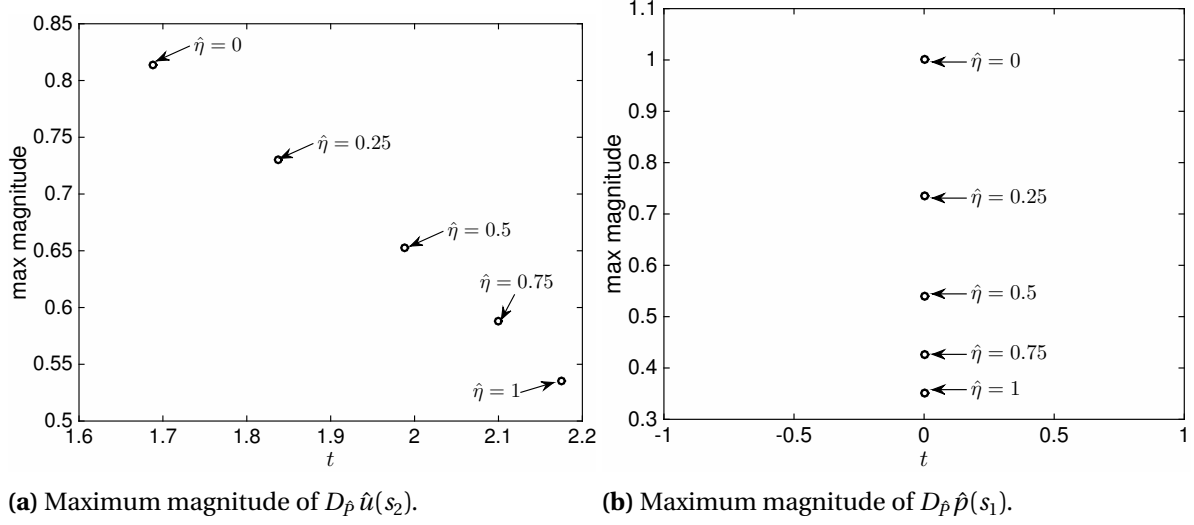 0.85
η̂ = 0
0.8
0.75
η̂ = 0.25
0.7
max magnitude
0.65
η̂ = 0.5
η̂ = 0.75
0.6
0.55
η̂ = 1
0.5
1.6 1.7 1.8 1.9 2 2.1 2.2
t
(a) Maximum magnitude of D_p̂ û(s₂).
1.1
1
η̂ = 0
0.9
0.8
η̂ = 0.25
0.7
max magnitude
0.6
η̂ = 0.5
0.5
η̂ = 0.75
0.4
η̂ = 1
0.3
-1 -0.5 0 0.5 1
t
(b) Maximum magnitude of D_p̂ p̂(s₁).